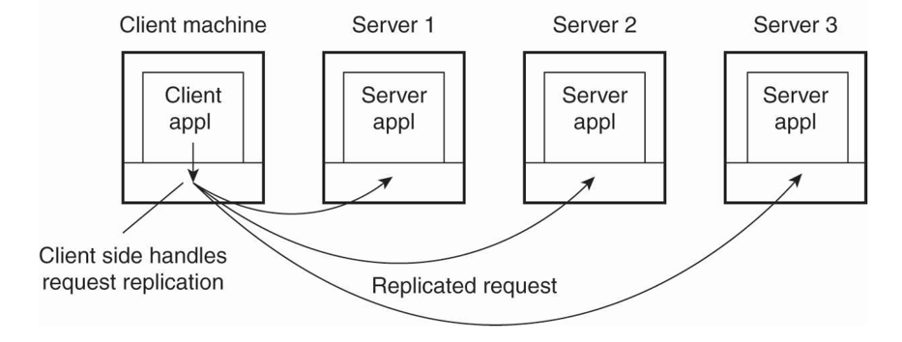 Client machine
Server 1
Server 2
Server 3
Client
appl
Server
appl
Server
appl
Server
appl
Client side handles
request replication
Replicated request